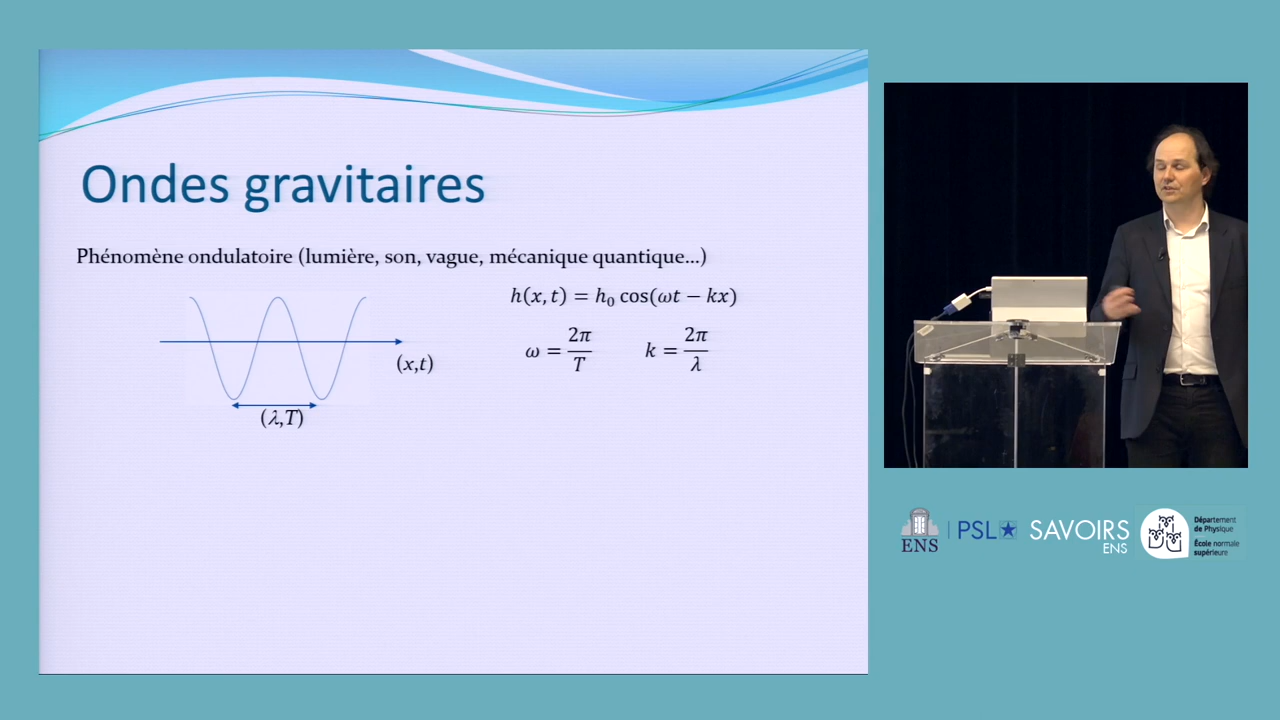 Ondes gravitaires
Phénomène ondulatoire (lumière, son, vague, mécanique quantique...)
h(x, t) = h₀ cos(ωt − kx)
ω = 2π/T   k = 2π/λ
(x,t)
(λ,T)
ENS
PSL
SAVOIRS
ENS
Département
de Physique
École normale
supérieure